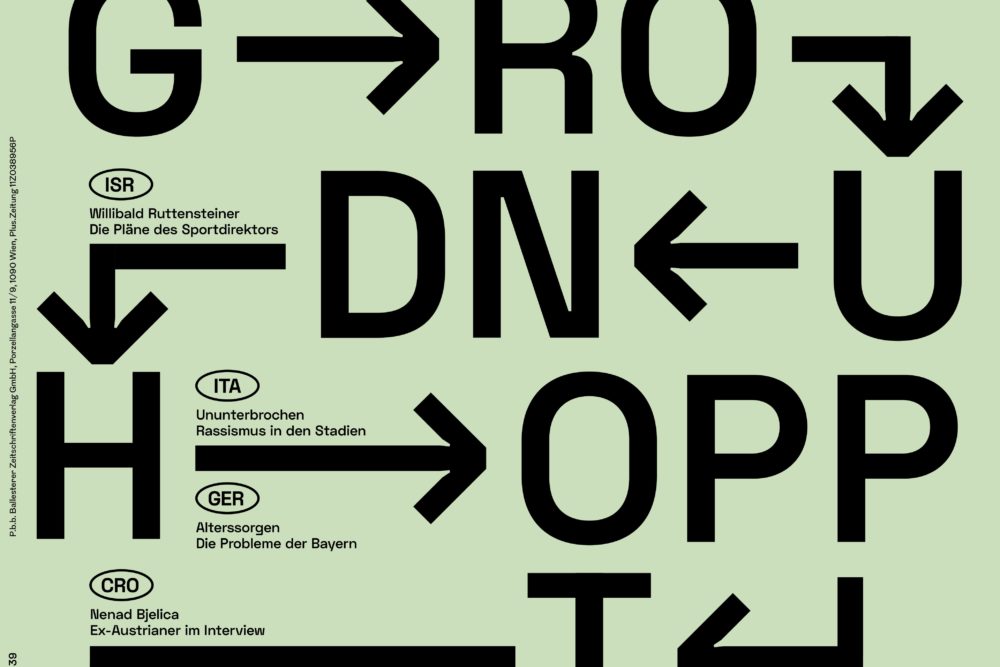 G RO
ISR
Willibald Ruttensteiner
Die Pläne des Sportdirektors
DN U
H OPP
ITA
Ununterbrochen
Rassismus in den Stadien
GER
Alterssorgen
Die Probleme der Bayern
CRO
Nenad Bjelica
Ex-Austrianer im Interview
T
P.b.b. Ballesterer Zeitschriftenverlag GmbH, Porzellangasse 11/9, 1090 Wien, Plus.Zeitung 11Z038956P
39